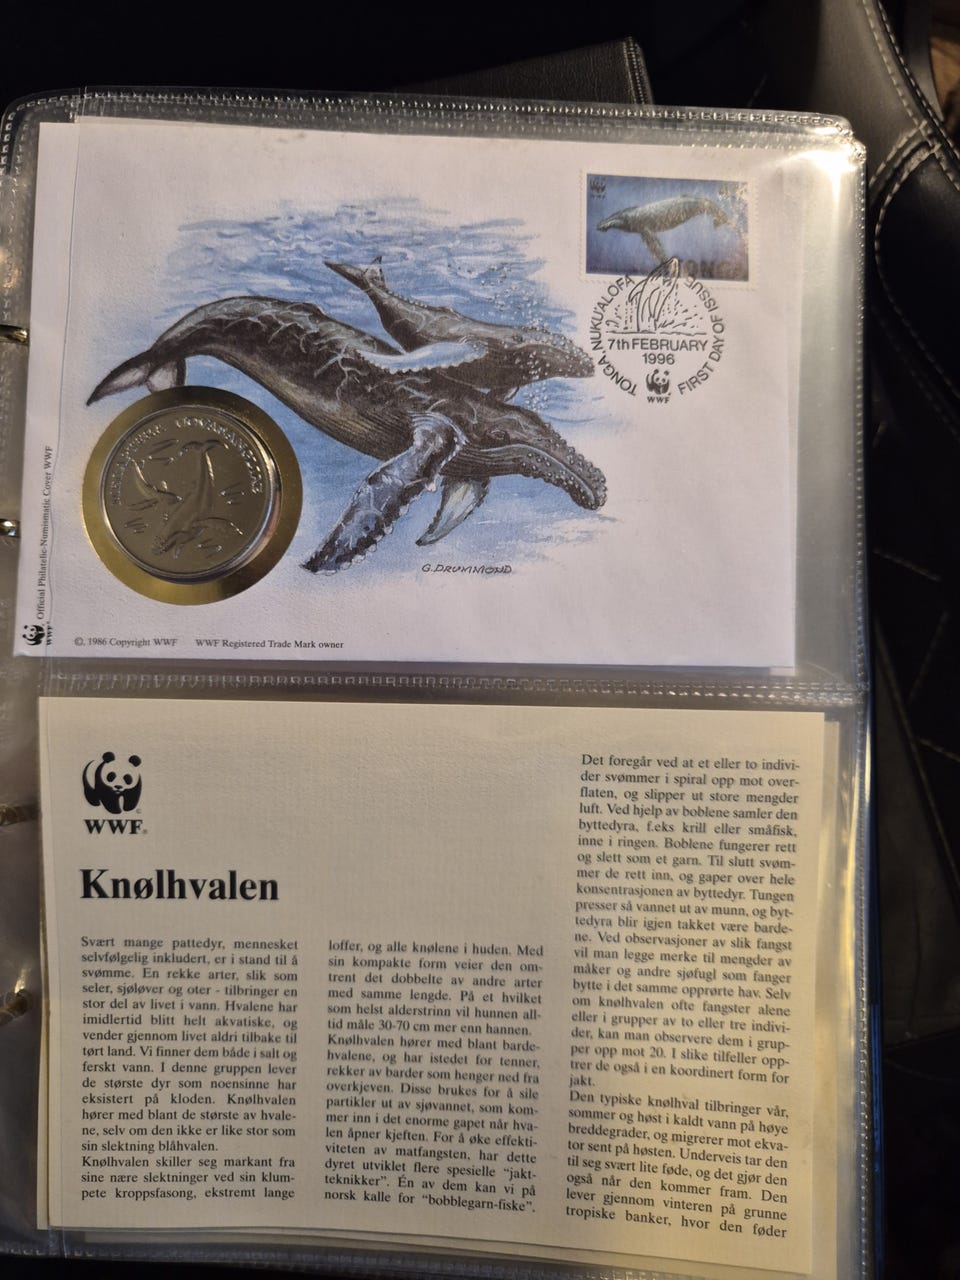 WWF
TONGA
TONGA NUKU'ALOFA
FIRST DAY OF ISSUE
7th FEBRUARY
1996
WWF
MEGAPTERA NOVAEANGLIAE
G. DRUMMOND
Official Philatelic-Numismatic Cover WWF
WWF
©, 1986 Copyright WWF WWF Registered Trade Mark owner
WWF®
Knølhvalen
Svært mange pattedyr, mennesket
selvfølgelig inkludert, er i stand til å
svømme. En rekke arter, slik som
seler, sjøløver og oter - tilbringer en
stor del av livet i vann. Hvalene har
imidlertid blitt helt akvatiske, og
vender gjennom livet aldri tilbake til
tørt land. Vi finner dem både i salt og
ferskt vann. I denne gruppen lever
de største dyr som noensinne har
eksistert på kloden. Knølhvalen
hører med blant de største av hvale-
ne, selv om den ikke er like stor som
sin slektning blåhvalen.
Knølhvalen skiller seg markant fra
sine nære slektninger ved sin klum-
pete kroppsfasong, ekstremt lange
loffer, og alle knølene i huden. Med
sin kompakte form veier den om-
trent det dobbelte av andre arter
med samme lengde. På et hvilket
som helst alderstrinn vil hunnen all-
tid måle 30-70 cm mer enn hannen.
Knølhvalen hører med blant barde-
hvalene, og har istedet for tenner,
rekker av barder som henger ned fra
overkjeven. Disse brukes for å sile
partikler ut av sjøvannet, som kom-
mer inn i det enorme gapet når hva-
len åpner kjeften. For å øke effekti-
viteten av matfangsten, har dette
dyret utviklet flere spesielle “jakt-
teknikker”. Én av dem kan vi på
norsk kalle for “bobblegarn-fiske”.
Det foregår ved at et eller to indivi-
der svømmer i spiral opp mot over-
flaten, og slipper ut store mengder
luft. Ved hjelp av boblene samler den
byttedyra, f.eks krill eller småfisk,
inne i ringen. Boblene fungerer rett
og slett som et garn. Til slutt svøm-
mer de rett inn, og gaper over hele
konsentrasjonen av byttedyr. Tungen
presser så vannet ut av munn, og byt-
tedyra blir igjen takket være barde-
ne. Ved observasjoner av slik fangst
vil man legge merke til mengder av
måker og andre sjøfugl som fanger
bytte i det samme opprørte hav. Selv
om knølhvalen ofte fangster alene
eller i grupper av to eller tre indivi-
der, kan man observere dem i grup-
per opp mot 20. I slike tilfeller opp-
trer de også i en koordinert form for
jakt.
Den typiske knølhval tilbringer vår,
sommer og høst i kaldt vann på høye
breddegrader, og migrerer mot ekva-
tor sent på høsten. Underveis tar den
til seg svært lite føde, og det gjør den
også når den kommer fram. Den
lever gjennom vinteren på grunne
tropiske banker, hvor den føder